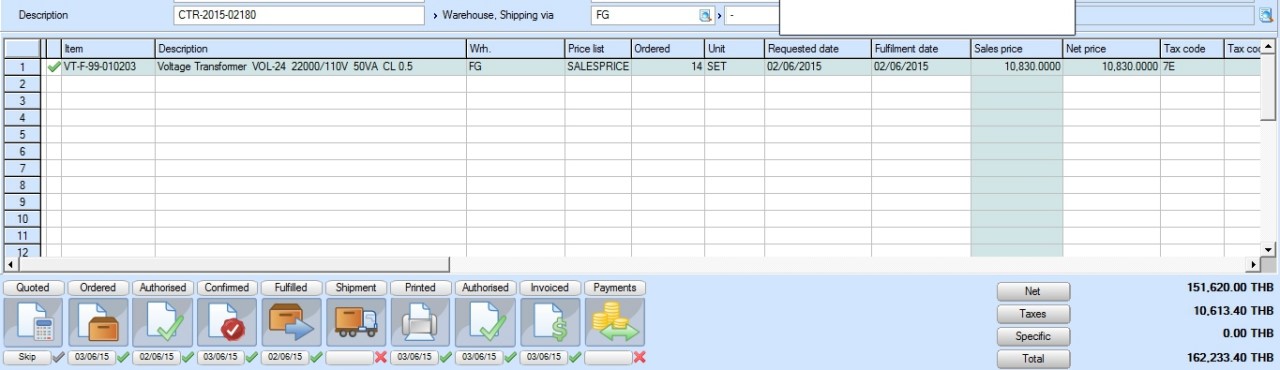 Description CTR-2015-02180 › Warehouse, Shipping via FG › -
Item Description Wrh. Price list Ordered Unit Requested date Fulfilment date Sales price Net price Tax code Tax co
1 VT-F-99-010203 Voltage Transformer VOL-24 22000/110V 50VA CL 0.5 FG SALESPRICE 14 SET 02/06/2015 02/06/2015 10,830.0000 10,830.0000 7E
2
3
4
5
6
7
8
9
10
11
12
Quoted Ordered Authorised Confirmed Fulfilled Shipment Printed Authorised Invoiced Payments
Skip 03/06/15 02/06/15 03/06/15 02/06/15 03/06/15 03/06/15 03/06/15
Net 151,620.00 THB
Taxes 10,613.40 THB
Specific 0.00 THB
Total 162,233.40 THB